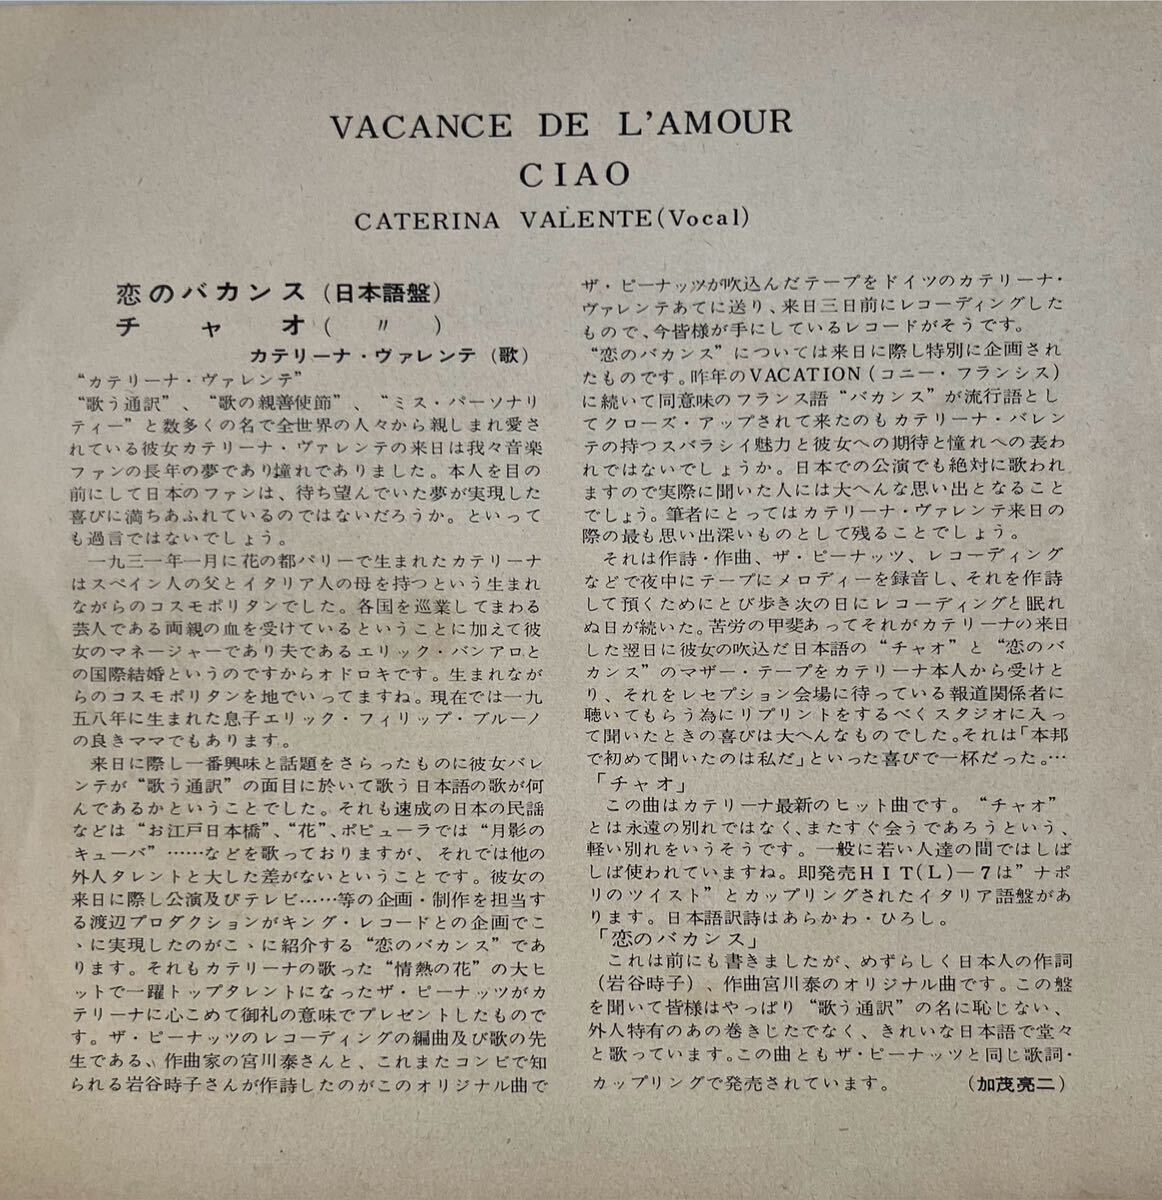 VACANCE DE L'AMOUR
CIAO
CATERINA VALENTE(Vocal)
恋のバカンス(日本語盤)
チャオ( 〃 )
カテリーナ・ヴァレンテ(歌)
“カテリーナ・ヴァレンテ”
“歌う通訳”、“歌の親善使節”、“ミス・パーソナリ
ティー”と数多くの名で全世界の人々から親しまれ愛さ
れている彼女カテリーナ・ヴァレンテの来日は我々音楽
ファンの長年の夢であり憧れでありました。本人を目の
前にして日本のファンは、待ち望んでいた夢が実現した
喜びに満ちあふれているのではないだろうか。といって
も過言ではないでしょう。
一九三一年一月に花の都パリーで生まれたカテリーナ
はスペイン人の父とイタリア人の母を持つという生まれ
ながらのコスモポリタンでした。各国を巡業してまわる
芸人である両親の血を受けているということに加えて彼
女のマネージャーであり夫であるエリック・バンアロと
の国際結婚というのですからオドロキです。生まれなが
らのコスモポリタンを地でいってますね。現在では一九
五八年に生まれた息子エリック・フィリップ・ブルーノ
の良きママでもあります。
来日に際し一番興味と話題をさらったものに彼女バレ
ンテが“歌う通訳”の面目に於いて歌う日本語の歌が何
んであるかということでした。それも速成の日本の民謡
などは“お江戸日本橋”、“花”、ポピューラでは“月影の
キューバ”……などを歌っておりますが、それでは他の
外人タレントと大した差がないということです。彼女の
来日に際し公演及びテレビ……等の企画・制作を担当す
る渡辺プロダクションがキング・レコードとの企画でこ
ゝに実現したのがこゝに紹介する“恋のバカンス”であ
ります。それもカテリーナの歌った“情熱の花”の大ヒ
ットで一躍トップタレントになったザ・ピーナッツがカ
テリーナに心こめて御礼の意味でプレゼントしたもので
す。ザ・ピーナッツのレコーディングの編曲及び歌の先
生である、作曲家の宮川泰さんと、これまたコンビで知
られる岩谷時子さんが作詩したのがこのオリジナル曲で
ザ・ピーナッツが吹込んだテープをドイツのカテリーナ・
ヴァレンテあてに送り、来日三日前にレコーディングした
もので、今皆様が手にしているレコードがそうです。
“恋のバカンス”については来日に際し特別に企画され
たものです。昨年のVACATION(コニー・フランシス)
に続いて同意味のフランス語“バカンス”が流行語とし
てクローズ・アップされて来たのもカテリーナ・バレン
テの持つスバラシイ魅力と彼女への期待と憧れへの表わ
れではないでしょうか。日本での公演でも絶対に歌われ
ますので実際に聞いた人には大へんな思い出となること
でしょう。筆者にとってはカテリーナ・ヴァレンテ来日の
際の最も思い出深いものとして残ることでしょう。
それは作詩・作曲、ザ・ピーナッツ、レコーディング
などで夜中にテープにメロディーを録音し、それを作詩
して頂くためにとび歩き次の日にレコーディングと眠れ
ぬ日が続いた。苦労の甲斐あってそれがカテリーナの来日
した翌日に彼女の吹込だ日本語の“チャオ”と“恋のバ
カンス”のマザー・テープをカテリーナ本人から受けと
り、それをレセプション会場に待っている報道関係者に
聴いてもらう為にリプリントをするべくスタジオに入っ
て聞いたときの喜びは大へんなものでした。それは「本邦
で初めて聞いたのは私だ」といった喜びで一杯だった。…
「チャオ」
この曲はカテリーナ最新のヒット曲です。“チャオ”
とは永遠の別れではなく、またすぐ会うであろうという、
軽い別れをいうそうです。一般に若い人達の間ではしば
しば使われていますね。即発売HIT(L)－7は“ナポ
リのツイスト”とカップリングされたイタリア語盤があ
ります。日本語訳詩はあらかわ・ひろし。
「恋のバカンス」
これは前にも書きましたが、めずらしく日本人の作詞
(岩谷時子)、作曲宮川泰のオリジナル曲です。この盤
を聞いて皆様はやっぱり“歌う通訳”の名に恥じない、
外人特有のあの巻きじたでなく、きれいな日本語で堂々
と歌っています。この曲ともザ・ピーナッツと同じ歌詞・
カップリングで発売されています。 (加茂亮二)